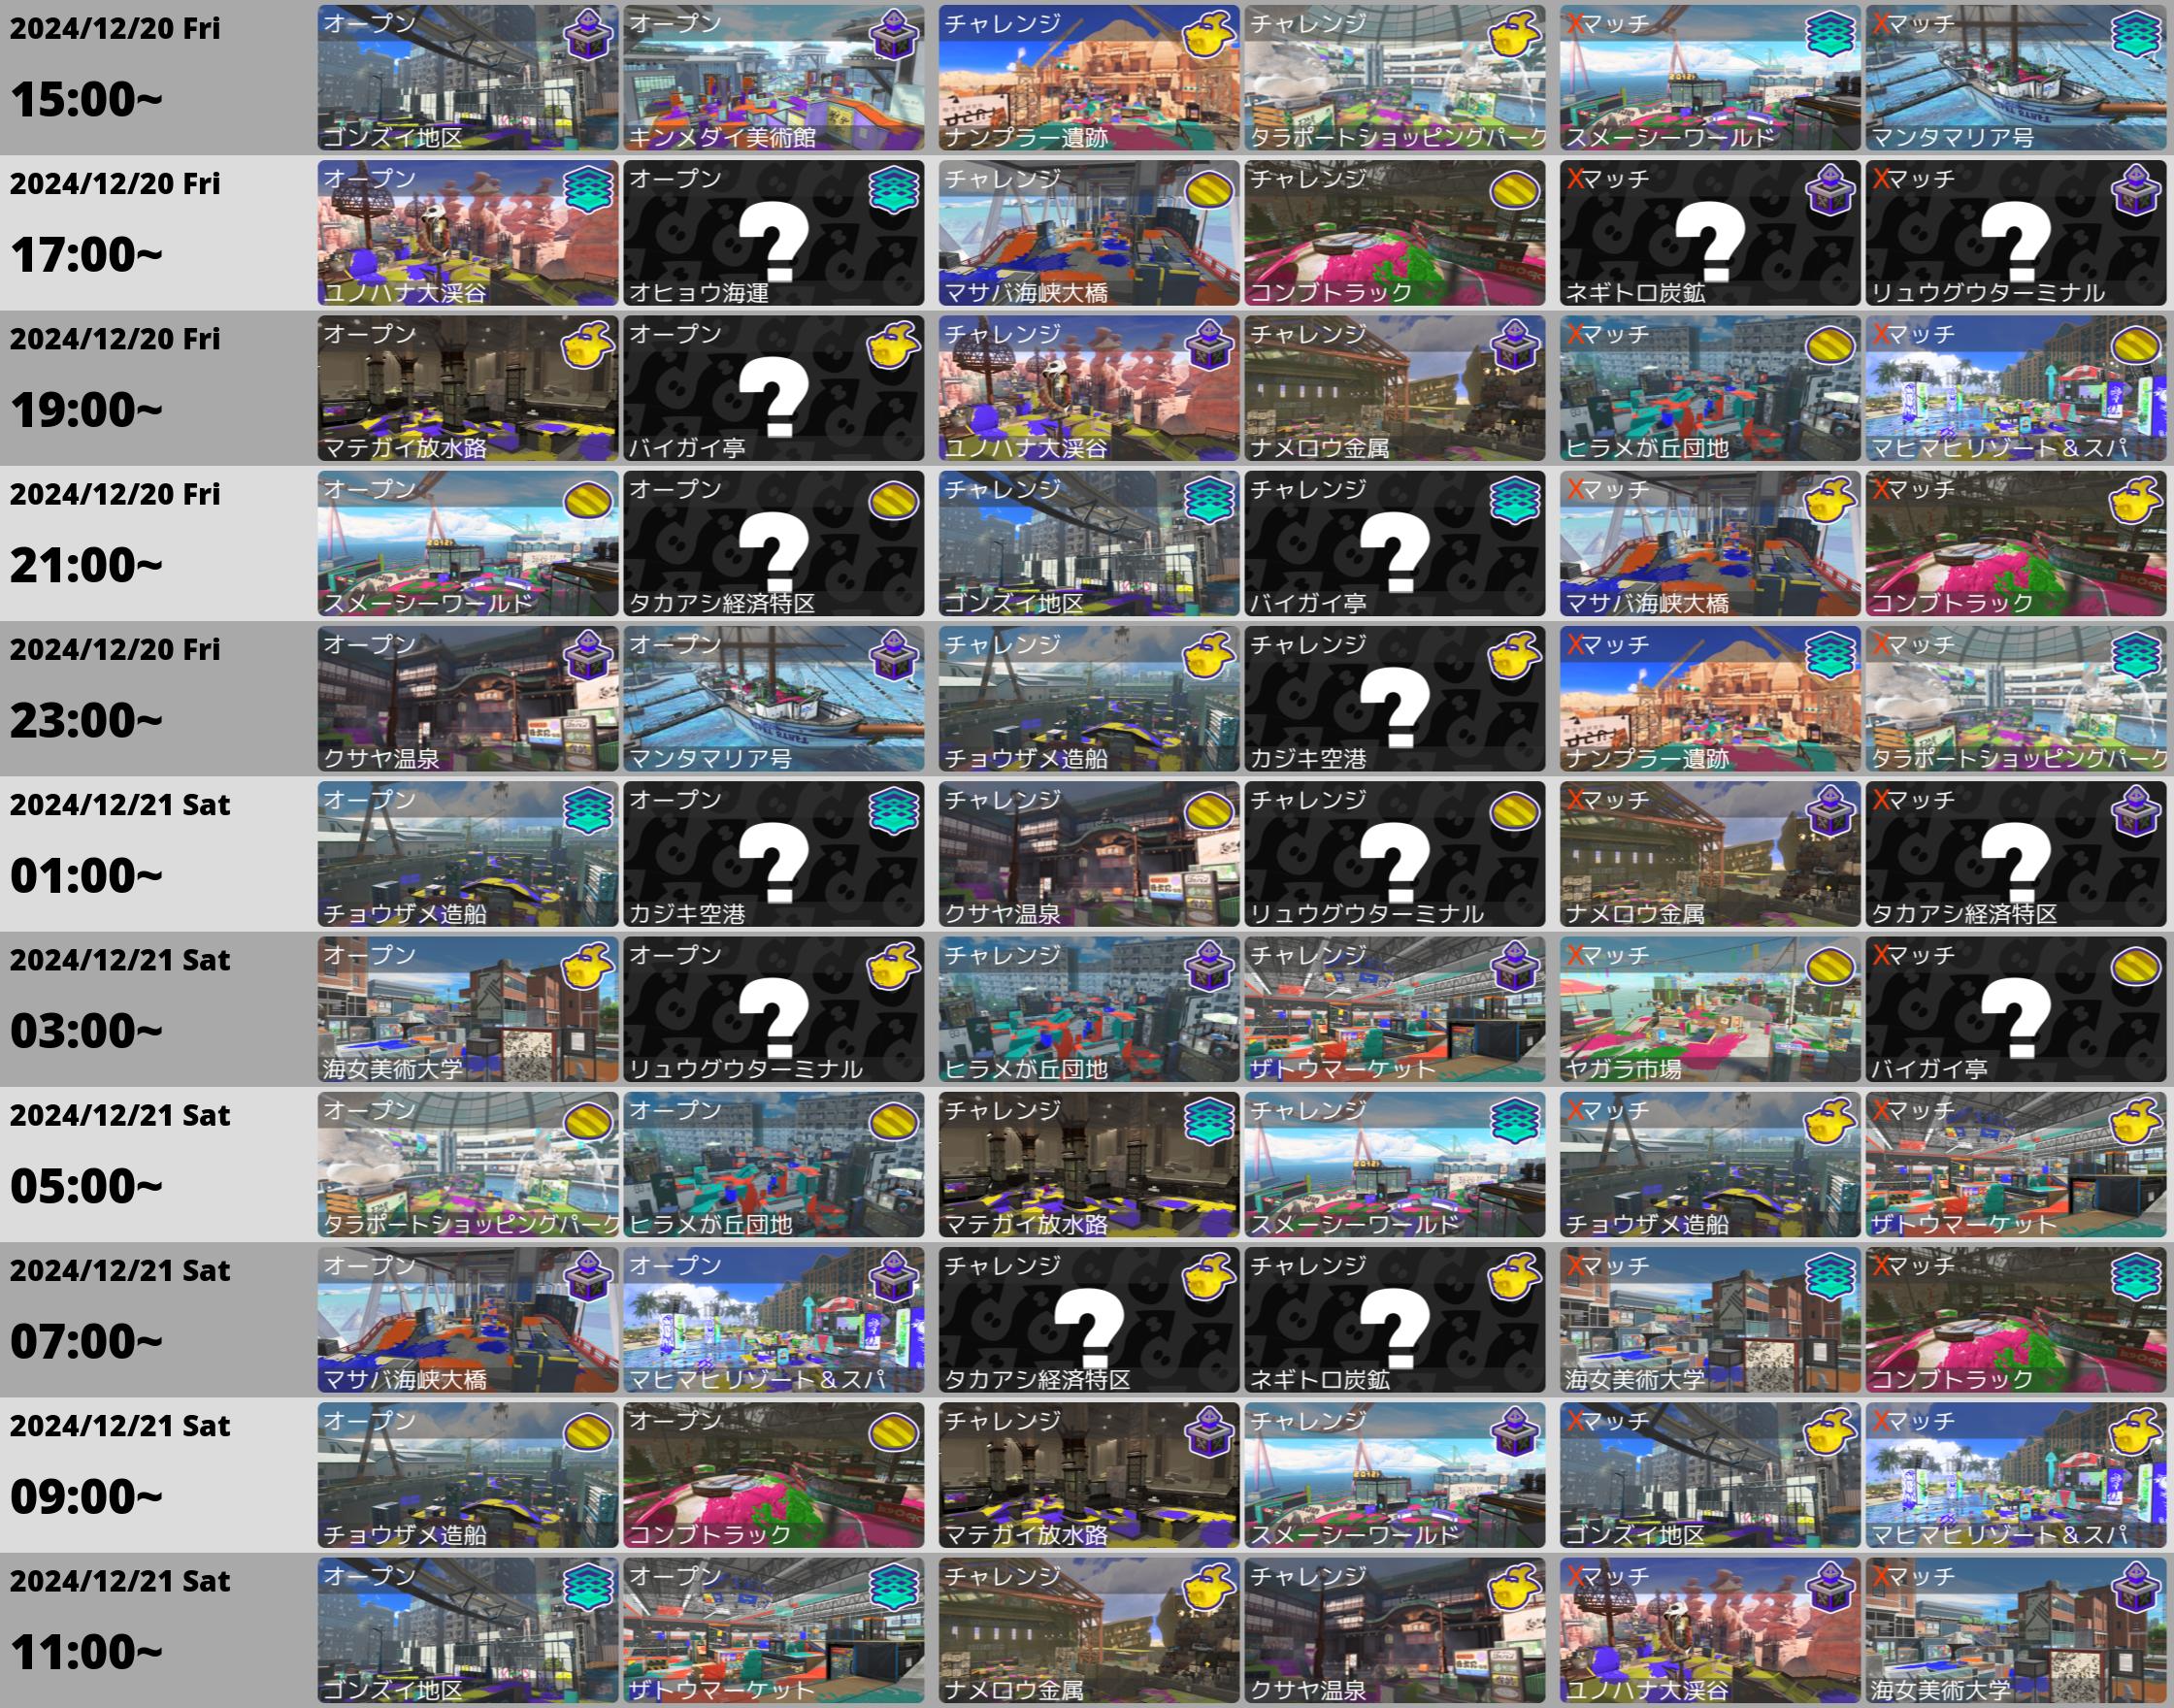 2024/12/20 Fri
15:00~
オープン
ゴンズイ地区
オープン
キンメダイ美術館
チャレンジ
ナンプラー遺跡
チャレンジ
タラポートショッピングパーク
Xマッチ
スメーシーワールド
Xマッチ
マンタマリア号
2024/12/20 Fri
17:00~
オープン
ユノハナ大渓谷
オープン
?
オヒョウ海運
チャレンジ
マサバ海峡大橋
チャレンジ
コンブトラック
Xマッチ
?
ネギトロ炭鉱
Xマッチ
?
リュウグウターミナル
2024/12/20 Fri
19:00~
オープン
マテガイ放水路
オープン
?
バイガイ亭
チャレンジ
ユノハナ大渓谷
チャレンジ
ナメロウ金属
Xマッチ
ヒラメが丘団地
Xマッチ
マヒマヒリゾート&スパ
2024/12/20 Fri
21:00~
オープン
スメーシーワールド
オープン
?
タカアシ経済特区
チャレンジ
ゴンズイ地区
チャレンジ
?
バイガイ亭
Xマッチ
マサバ海峡大橋
Xマッチ
コンブトラック
2024/12/20 Fri
23:00~
オープン
クサヤ温泉
オープン
マンタマリア号
チャレンジ
チョウザメ造船
チャレンジ
?
カジキ空港
Xマッチ
ナンプラー遺跡
Xマッチ
タラポートショッピングパーク
2024/12/21 Sat
01:00~
オープン
チョウザメ造船
オープン
?
カジキ空港
チャレンジ
クサヤ温泉
チャレンジ
?
リュウグウターミナル
Xマッチ
ナメロウ金属
Xマッチ
?
タカアシ経済特区
2024/12/21 Sat
03:00~
オープン
海女美術大学
オープン
?
リュウグウターミナル
チャレンジ
ヒラメが丘団地
チャレンジ
ザトウマーケット
Xマッチ
ヤガラ市場
Xマッチ
?
バイガイ亭
2024/12/21 Sat
05:00~
オープン
タラポートショッピングパーク
オープン
ヒラメが丘団地
チャレンジ
マテガイ放水路
チャレンジ
スメーシーワールド
Xマッチ
チョウザメ造船
Xマッチ
ザトウマーケット
2024/12/21 Sat
07:00~
オープン
マサバ海峡大橋
オープン
マヒマヒリゾート&スパ
チャレンジ
?
タカアシ経済特区
チャレンジ
?
ネギトロ炭鉱
Xマッチ
海女美術大学
Xマッチ
コンブトラック
2024/12/21 Sat
09:00~
オープン
チョウザメ造船
オープン
コンブトラック
チャレンジ
マテガイ放水路
チャレンジ
スメーシーワールド
Xマッチ
ゴンズイ地区
Xマッチ
マヒマヒリゾート&スパ
2024/12/21 Sat
11:00~
オープン
ゴンズイ地区
オープン
ザトウマーケット
チャレンジ
ナメロウ金属
チャレンジ
クサヤ温泉
Xマッチ
ユノハナ大渓谷
Xマッチ
海女美術大学